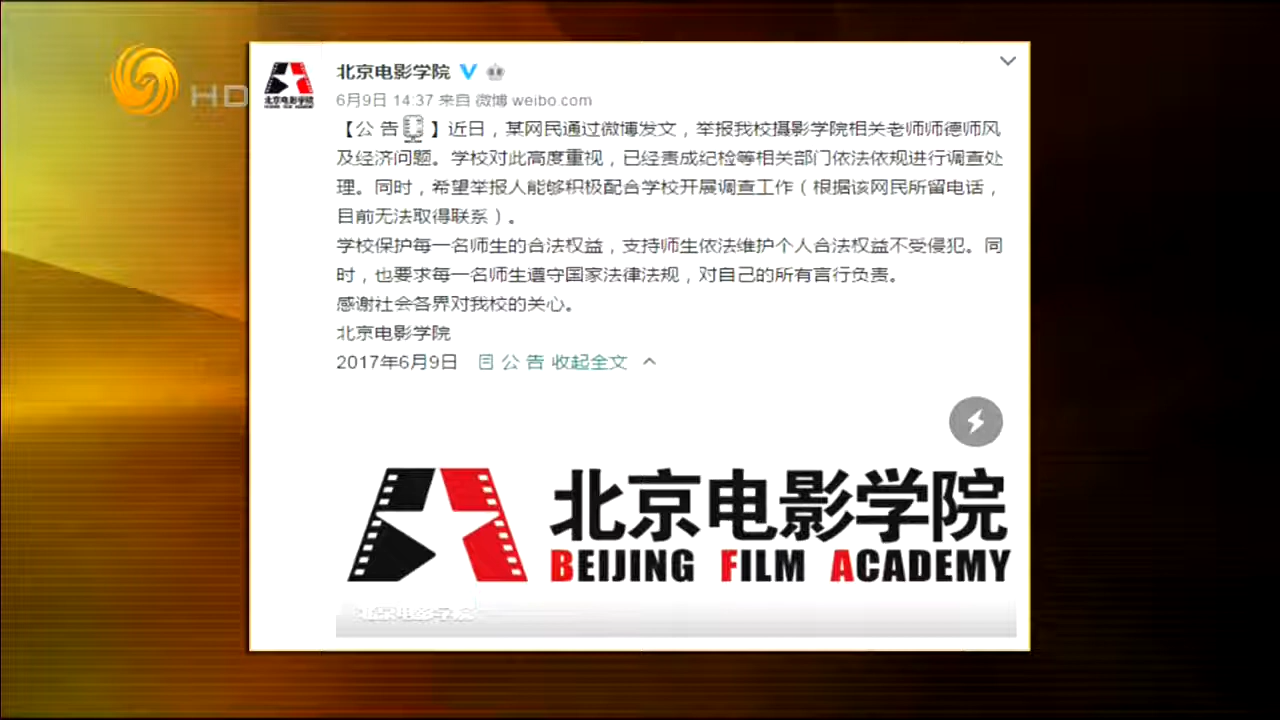 HD
北京电影学院
6月9日 14:37 来自 微博 weibo.com
【公 告】近日，某网民通过微博发文，举报我校摄影学院相关老师师德师风
及经济问题。学校对此高度重视，已经责成纪检等相关部门依法依规进行调查处
理。同时，希望举报人能够积极配合学校开展调查工作（根据该网民所留电话，
目前无法取得联系）。
学校保护每一名师生的合法权益，支持师生依法维护个人合法权益不受侵犯。同
时，也要求每一名师生遵守国家法律法规，对自己的所有言行负责。
感谢社会各界对我校的关心。
北京电影学院
2017年6月9日 公 告 收起全文
北京电影学院
BEIJING FILM ACADEMY
北京电影学院